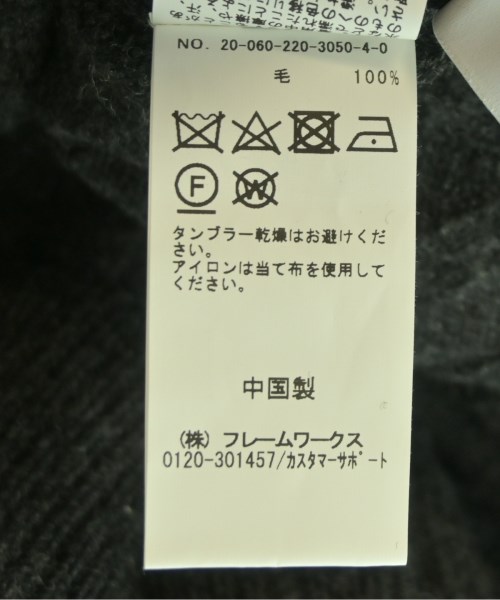 NO. 20-060-220-3050-4-0
毛 100%
F
W
タンブラー乾燥はお避けくだ
さい。
アイロンは当て布を使用して
ください。
中国製
(株) フレームワークス
0120-301457/カスタマーサポート